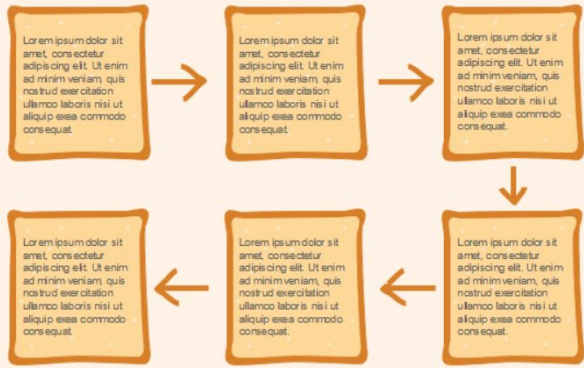 Lorem ipsum dolor sit
amet, consectetur
adipiscing elit. Ut enim
ad minim veniam, quis
nostrud exercitation
ullamco laboris nisi ut
aliquip exea commodo
consequat.
Lorem ipsum dolor sit
amet, consectetur
adipiscing elit. Ut enim
ad minim veniam, quis
nostrud exercitation
ullamco laboris nisi ut
aliquip exea commodo
consequat.
Lorem ipsum dolor sit
amet, consectetur
adipiscing elit. Ut enim
ad minim veniam, quis
nostrud exercitation
ullamco laboris nisi ut
aliquip exea commodo
consequat.
Lorem ipsum dolor sit
amet, consectetur
adipiscing elit. Ut enim
ad minim veniam, quis
nostrud exercitation
ullamco laboris nisi ut
aliquip exea commodo
consequat.
Lorem ipsum dolor sit
amet, consectetur
adipiscing elit. Ut enim
ad minim veniam, quis
nostrud exercitation
ullamco laboris nisi ut
aliquip exea commodo
consequat.
Lorem ipsum dolor sit
amet, consectetur
adipiscing elit. Ut enim
ad minim veniam, quis
nostrud exercitation
ullamco laboris nisi ut
aliquip exea commodo
consequat.